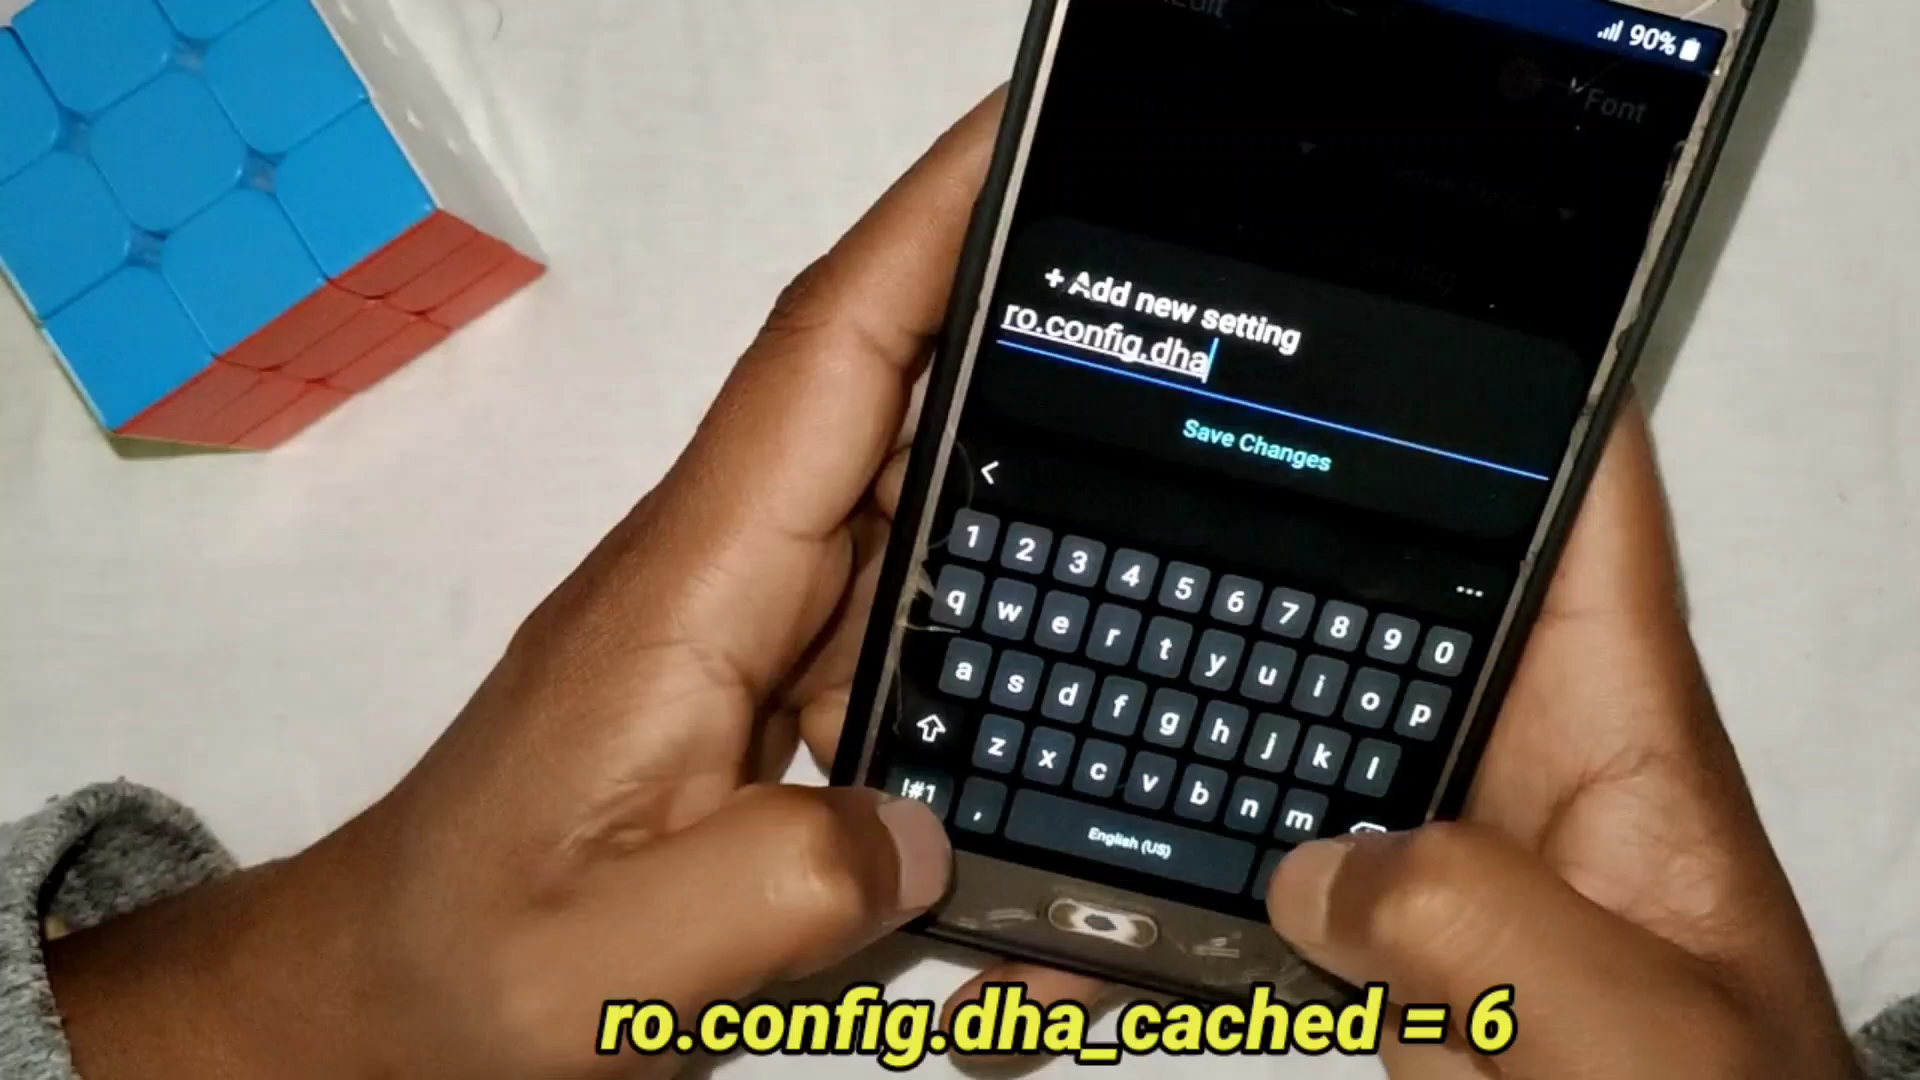 Edit
90%
Font
+ Add new setting
ro.config.dha
Save Changes
<
...
1 2 3 4 5 6 7 8 9 0
q w e r t y u i o p
a s d f g h j k l
z x c v b n m
!#1 , English (US)
ro.config.dha_cached = 6